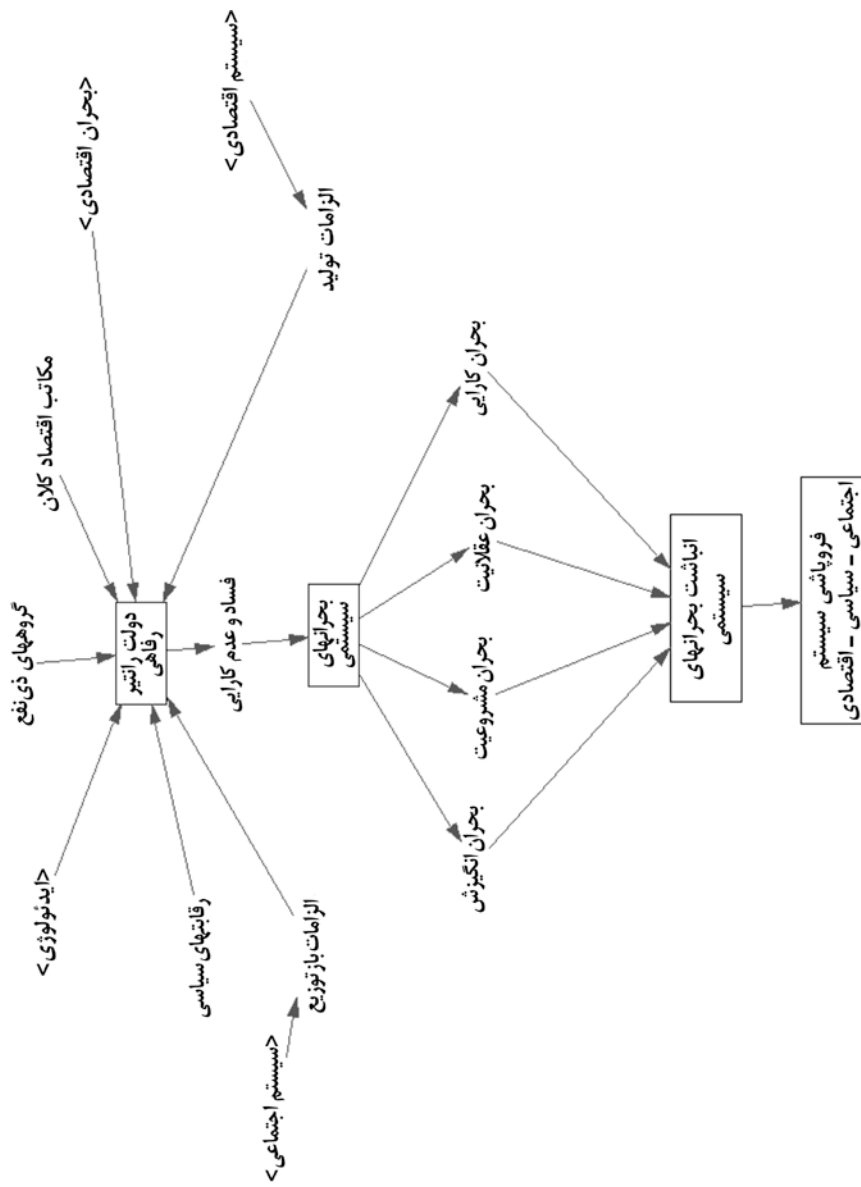 گروههای ذی‌نفع
مکاتب اقتصاد کلان
<بحران اقتصادی>
<سیستم اقتصادی>
<ایدئولوژی>
رقابتهای سیاسی
<سیستم اجتماعی>
الزامات بازتوزیع
الزامات تولید
دولت رانتیر
رفاهی
فساد و عدم کارایی
بحرانهای
سیستمی
بحران کارایی
بحران عقلانیت
بحران مشروعیت
بحران انگیزش
انباشت بحرانهای
سیستمی
فروپاشی سیستم
اجتماعی ـ سیاسی ـ اقتصادی